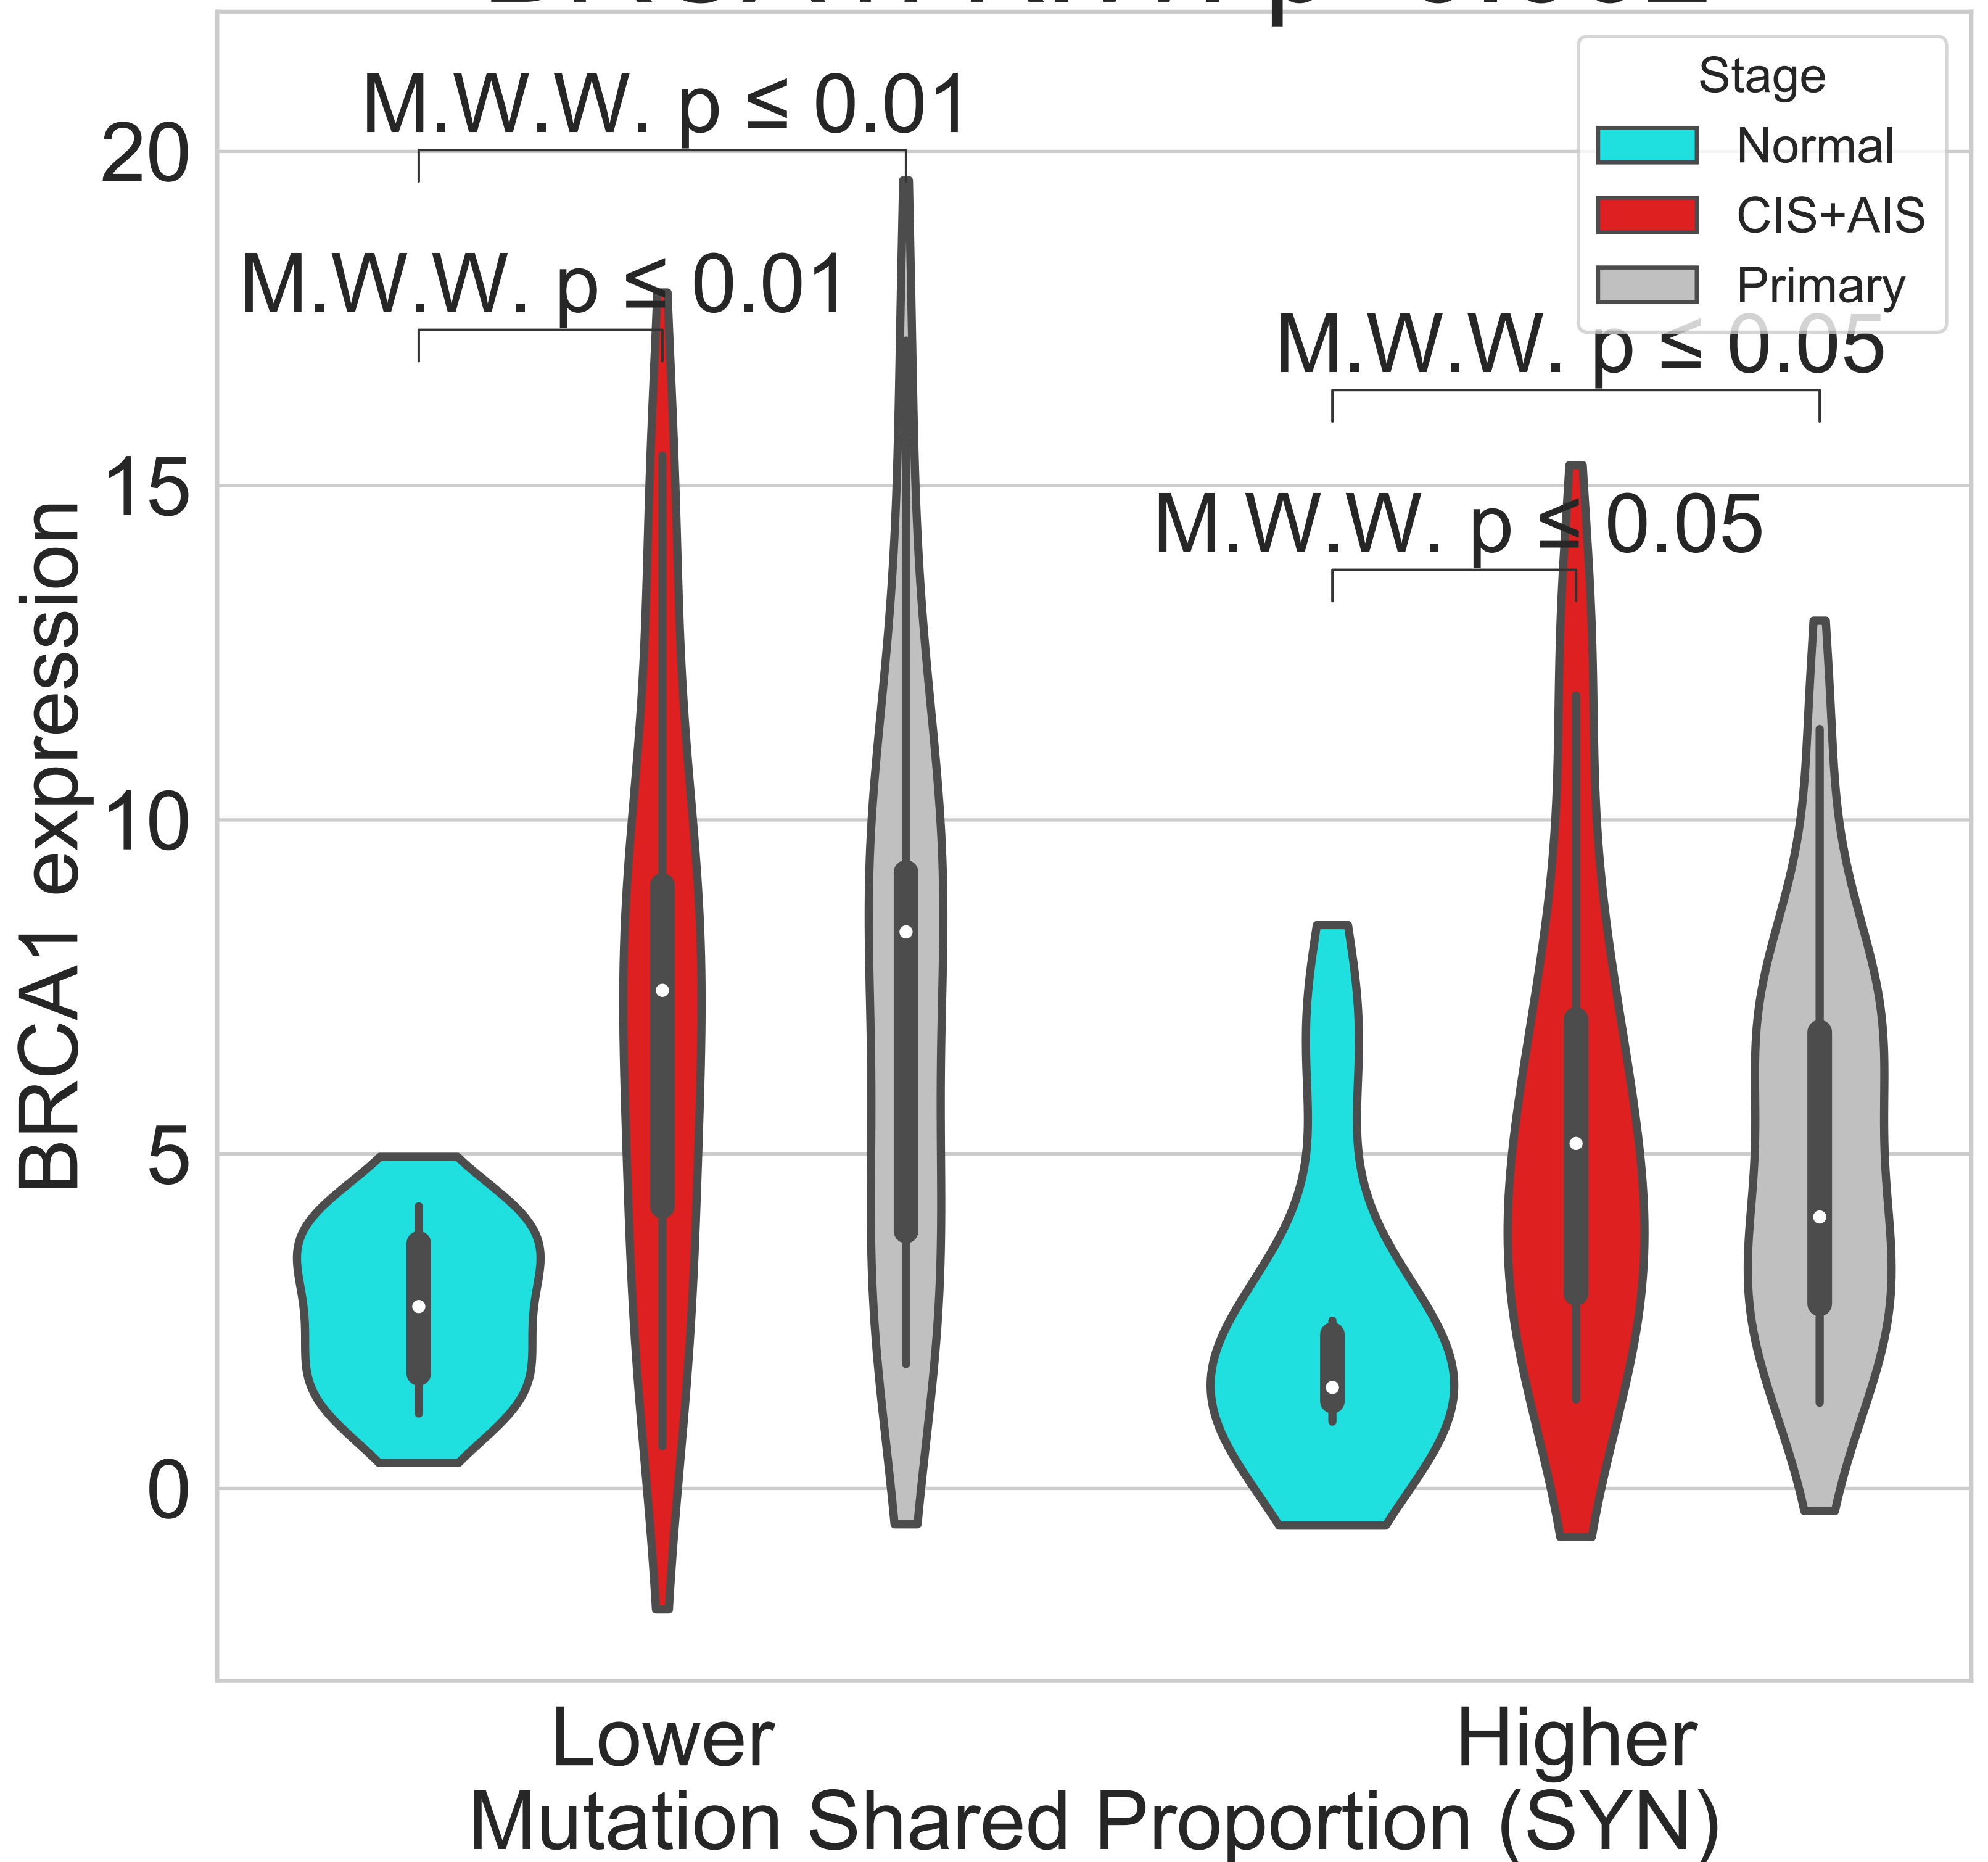 M.W.W. p ≤ 0.01
M.W.W. p ≤ 0.01
M.W.W. p ≤ 0.05
M.W.W. p ≤ 0.05
Stage
Normal
CIS+AIS
Primary
BRCA1 expression
20
15
10
5
0
Lower
Higher
Mutation Shared Proportion (SYN)